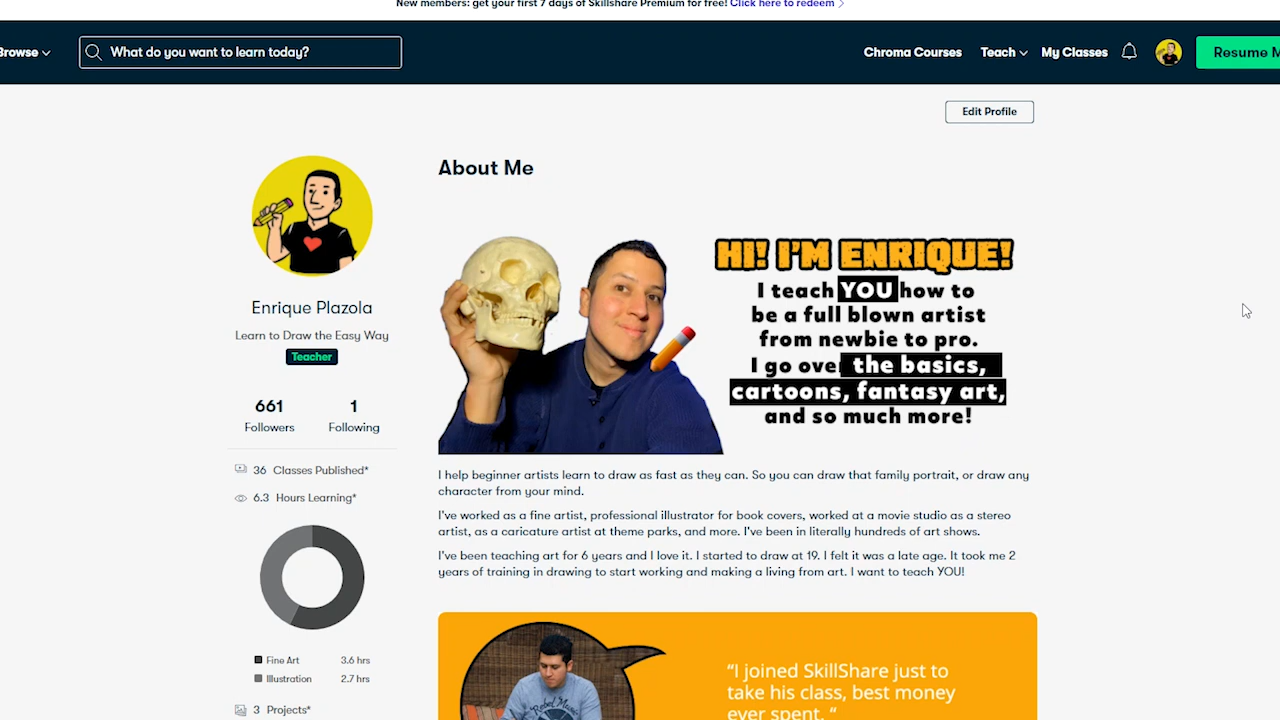 New members: get your first 7 days of Skillshare Premium for free! Click here to redeem
Browse
What do you want to learn today?
Chroma Courses
Teach
My Classes
Resume M
Edit Profile
Enrique Plazola
Learn to Draw the Easy Way
Teacher
661
Followers
1
Following
36 Classes Published*
6.3 Hours Learning*
Fine Art 3.6 hrs
Illustration 2.7 hrs
3 Projects*
About Me
HI! I'M ENRIQUE!
I teach YOU how to
be a full blown artist
from newbie to pro.
I go over the basics,
cartoons, fantasy art,
and so much more!
I help beginner artists learn to draw as fast as they can. So you can draw that family portrait, or draw any
character from your mind.
I've worked as a fine artist, professional illustrator for book covers, worked at a movie studio as a stereo
artist, as a caricature artist at theme parks, and more. I've been in literally hundreds of art shows.
I've been teaching art for 6 years and I love it. I started to draw at 19. I felt it was a late age. It took me 2
years of training in drawing to start working and making a living from art. I want to teach YOU!
"I joined SkillShare just to
take his class, best money
ever spent. "